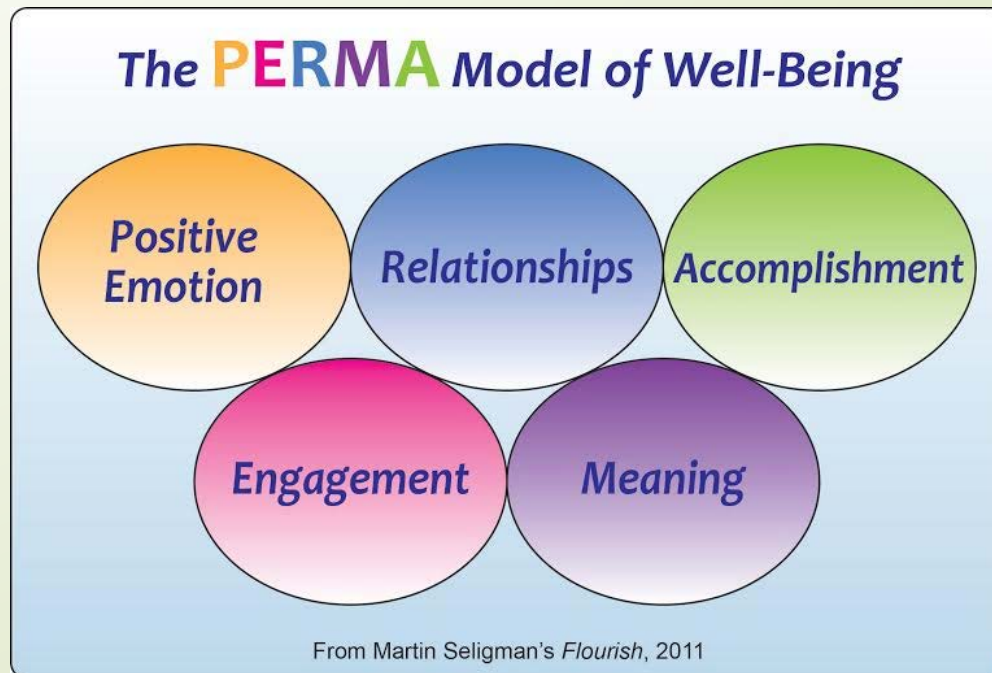 The PERMA Model of Well-Being
Positive
Emotion
Relationships
Accomplishment
Engagement
Meaning
From Martin Seligman's Flourish, 2011